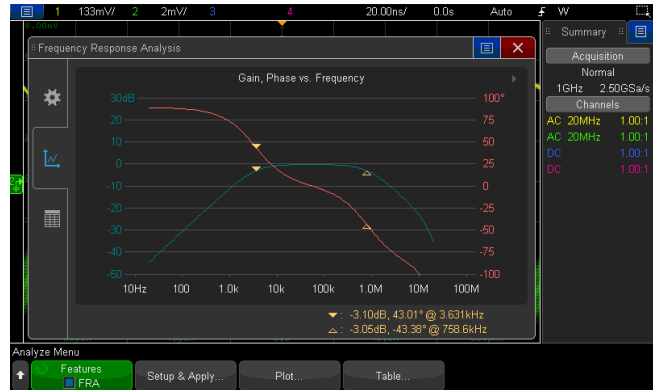 1 133mV/ 2 2mV/ 3 4 20.00ns/ 0.0s Auto W
Summary
Frequency Response Analysis
Acquisition
Normal
1GHz 2.50GSa/s
Channels
AC 20MHz 1.00:1
AC 20MHz 1.00:1
DC 1.00:1
DC 1.00:1
Gain, Phase vs. Frequency
30dB 100°
20 75
10 50
0 25
-10 0
-20 -25
-30 -50
-40 -75
-50 -100
10Hz 100 1.0k 10k 100k 1.0M 10M 100M
: -3.10dB, 43.01° @ 3.631kHz
: -3.05dB, -43.38° @ 758.6kHz
Analyze Menu
Features
FRA
Setup & Apply...
Plot...
Table...